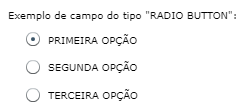 Exemplo de campo do tipo "RADIO BUTTON":
PRIMEIRA OPÇÃO
SEGUNDA OPÇÃO
TERCEIRA OPÇÃO